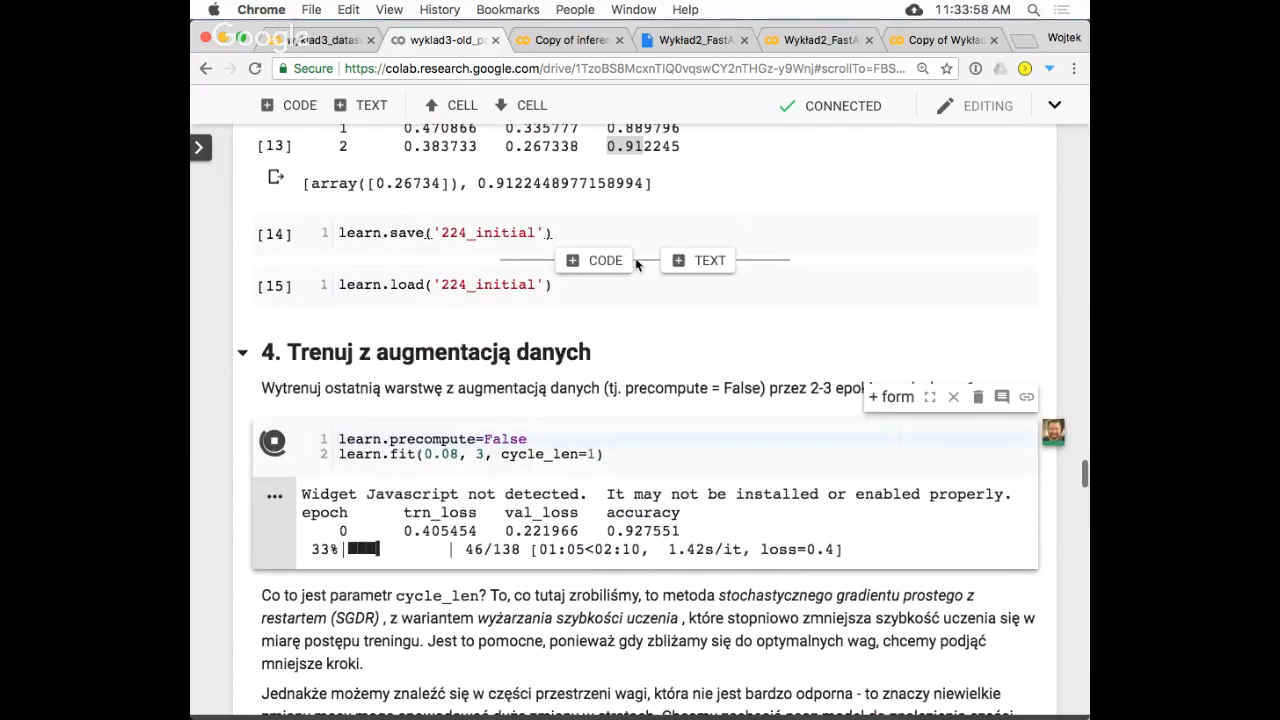 Chrome File Edit View History Bookmarks People Window Help 11:33:58 AM
Google
wyklad3-old_p Copy of inferen Wykład2_FastA Wykład2_FastA Copy of Wykła Wojtek
Secure https://colab.research.google.com/drive/1TzoBS8McxnTlQ0vqswCY2nTHGz-y9Wnj#scrollTo=FBS...
CODE TEXT CELL CELL CONNECTED EDITING
1 0.470866 0.335777 0.889796
[13] 2 0.383733 0.267338 0.912245
[array([0.26734]), 0.9122448977158994]
[14] 1 learn.save('224_initial')
CODE TEXT
[15] 1 learn.load('224_initial')
4. Trenuj z augmentacją danych
Wytrenuj ostatnią warstwę z augmentacją danych (tj. precompute = False) przez 2-3
+ form
1 learn.precompute=False
2 learn.fit(0.08, 3, cycle_len=1)
Widget Javascript not detected. It may not be installed or enabled properly.
epoch trn_loss val_loss accuracy
0 0.405454 0.221966 0.927551
33% 46/138 [01:05<02:10, 1.42s/it, loss=0.4]
Co to jest parametr cycle_len? To, co tutaj zrobiliśmy, to metoda stochastycznego gradientu prostego z
restartem (SGDR) , z wariantem wyżarzania szybkości uczenia , które stopniowo zmniejsza szybkość uczenia się w
miarę postępu treningu. Jest to pomocne, ponieważ gdy zbliżamy się do optymalnych wag, chcemy podjąć
mniejsze kroki.
Jednakże możemy znaleźć się w części przestrzeni wagi, która nie jest bardzo odporna - to znaczy niewielkie